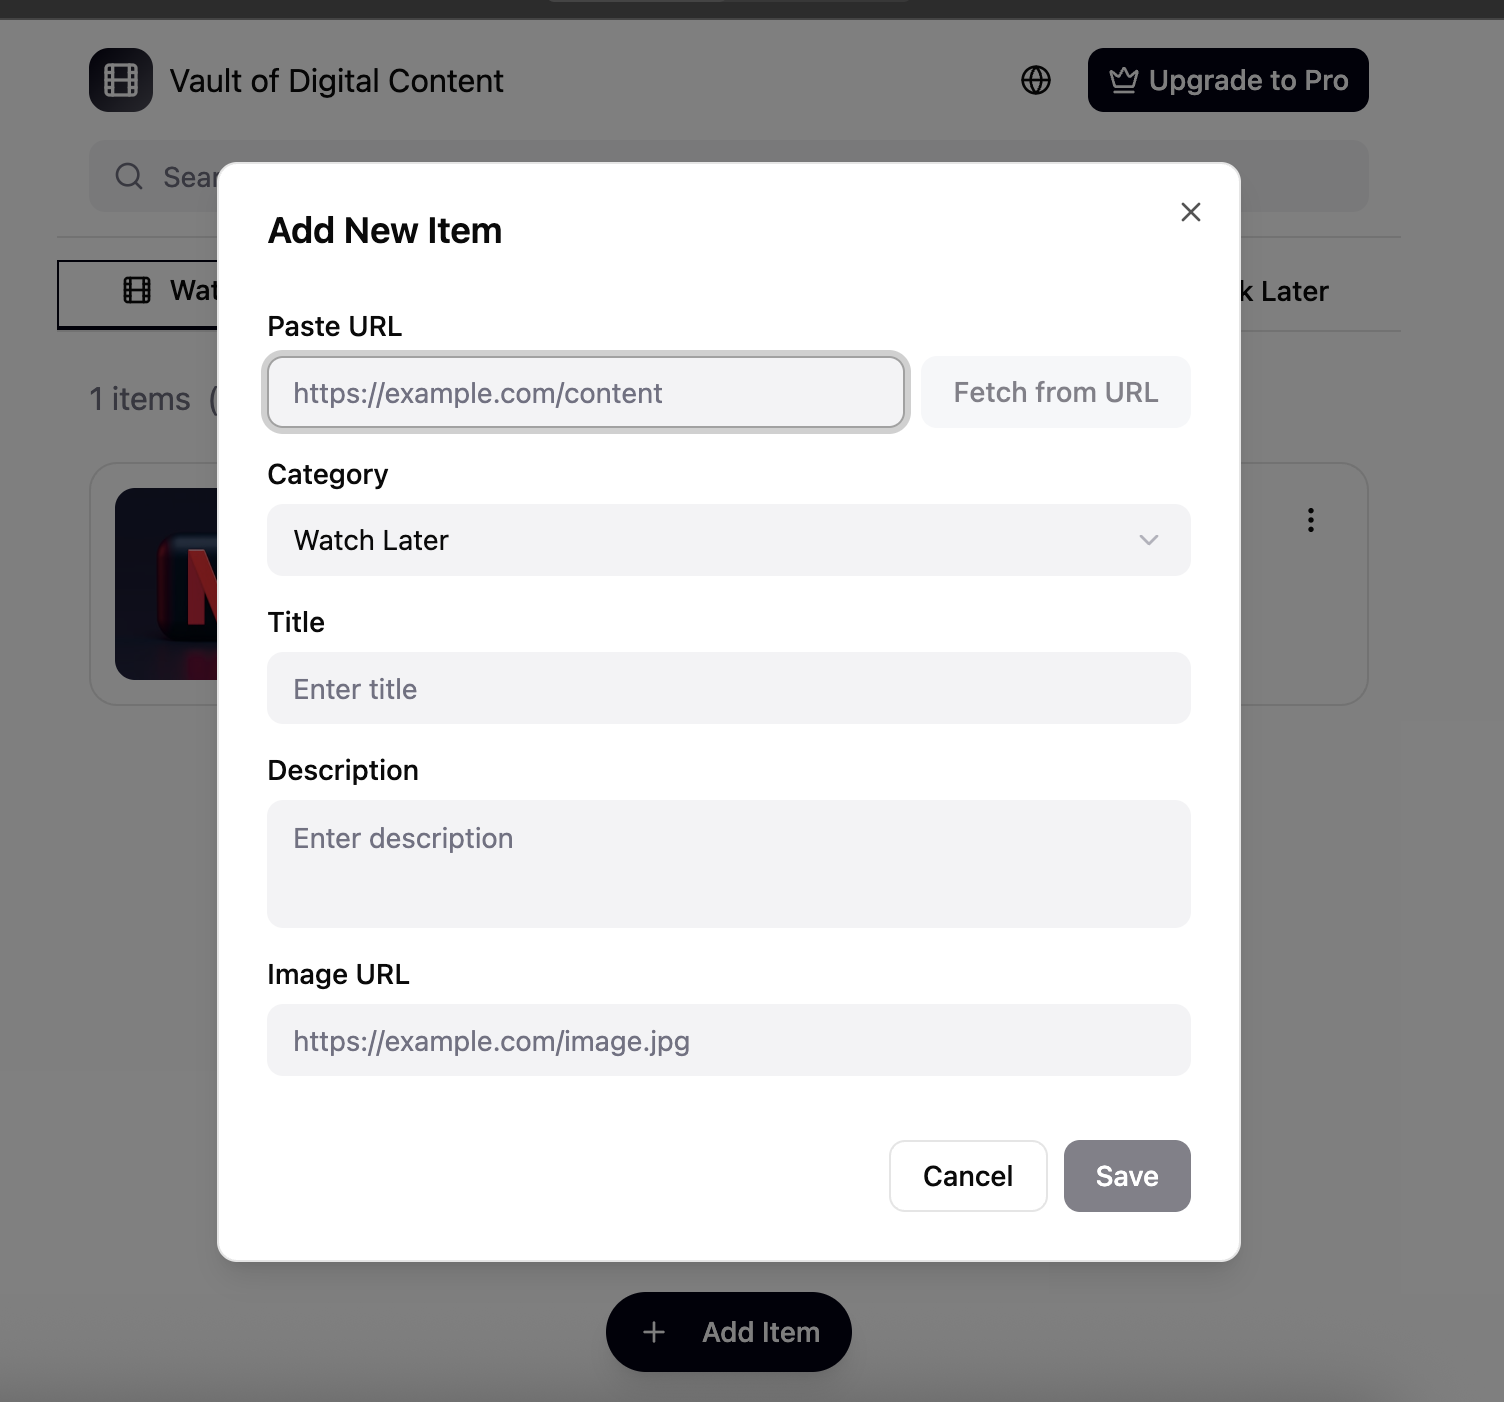 Vault of Digital Content
Upgrade to Pro
Add New Item
Paste URL
https://example.com/content
Fetch from URL
1 items
Category
Watch Later
Later
Title
Enter title
Description
Enter description
Image URL
https://example.com/image.jpg
Cancel
Save
Add Item